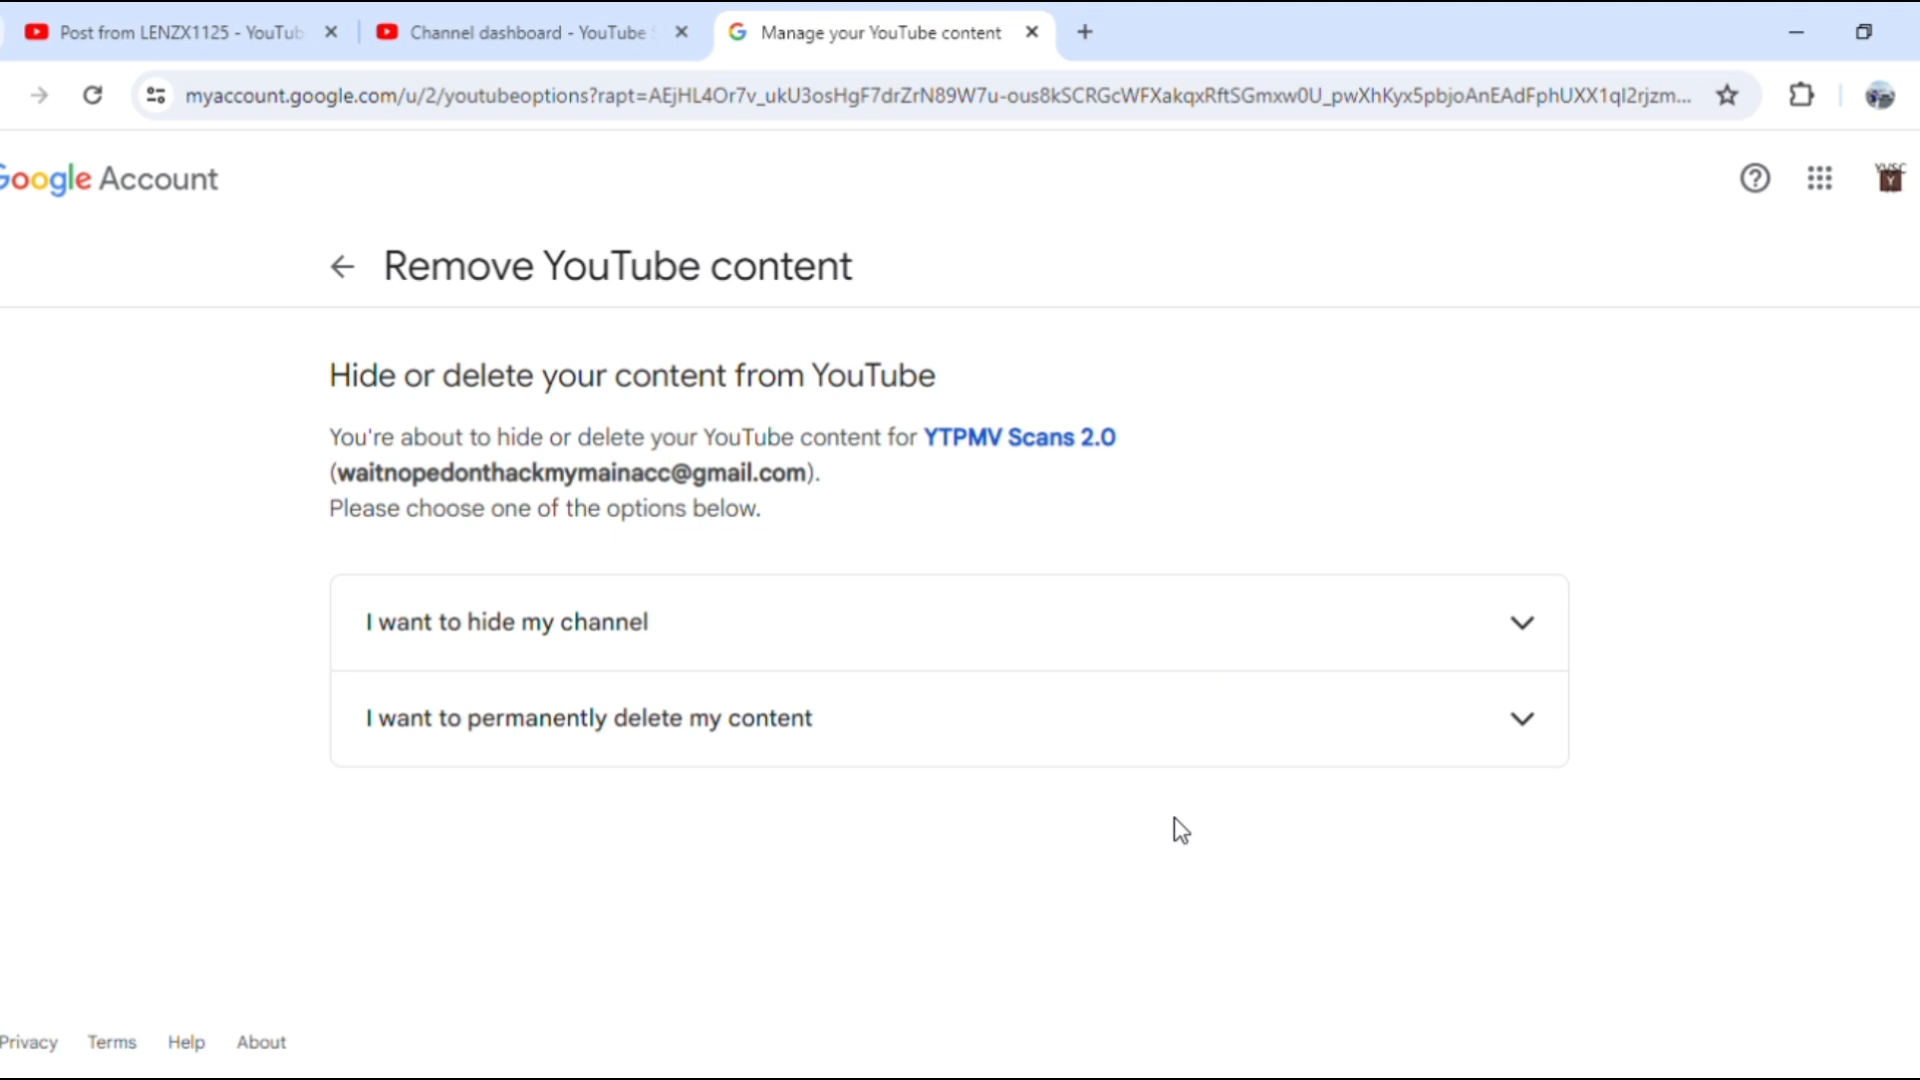 Post from LENZX1125 - YouTub
Channel dashboard - YouTube S
Manage your YouTube content
myaccount.google.com/u/2/youtubeoptions?rapt=AEjHL4Or7v_ukU3osHgF7drZrN89W7u-ous8kSCRGcWFXakqxRftSGmxw0U_pwXhKyx5pbjoAnEAdFphUXX1ql2rjzm...
Google Account
YVSC
Y
Remove YouTube content
Hide or delete your content from YouTube
You're about to hide or delete your YouTube content for YTPMV Scans 2.0
(waitnopedonthackmymainacc@gmail.com).
Please choose one of the options below.
I want to hide my channel
I want to permanently delete my content
Privacy Terms Help About